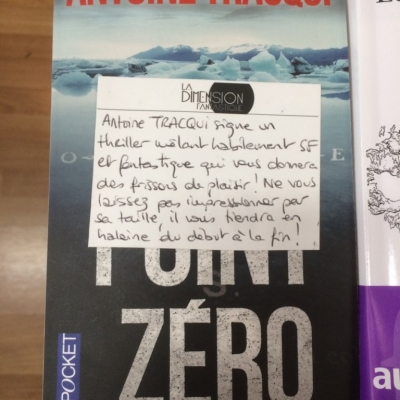 ANTOINE TRACQUI
LA
DIMENSION
FANTASTIQUE
Antoine TRACQUI signe un
thriller mêlant habilement SF
et fantastique qui vous donnera
des frissons de plaisir ! Ne vous
laissez pas impressionner par
sa taille, il vous tiendra en
haleine du début à la fin !
POINT
ZÉRO
POCKET
au